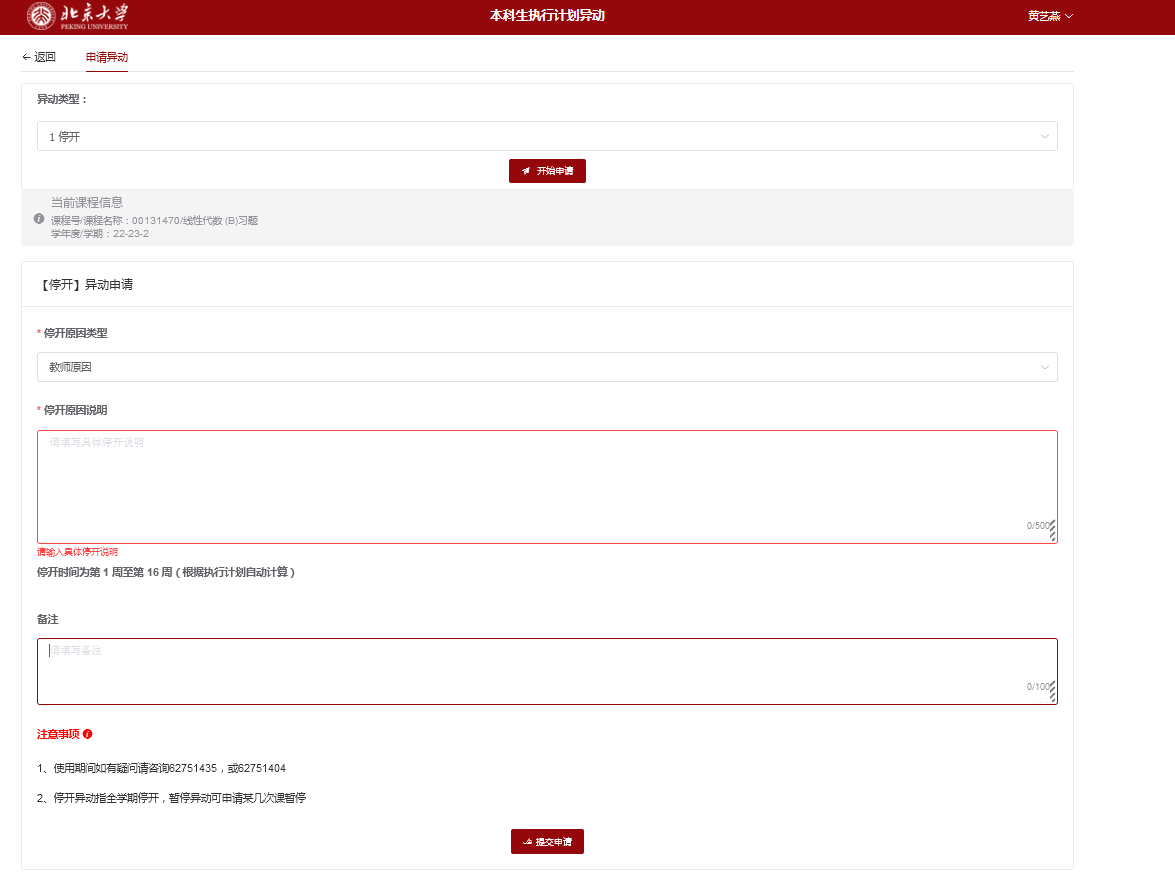 北京大学
PEKING UNIVERSITY
本科生执行计划异动
黄艺燕
返回 申请异动
异动类型：
1 停开
开始申请
当前课程信息
课程号/课程名称：00131470/线性代数 (B)习题
学年度/学期：22-23-2
【停开】异动申请
* 停开原因类型
教师原因
* 停开原因说明
请填写具体停开说明
0/500
请输入具体停开说明
停开时间为第 1 周至第 16 周 ( 根据执行计划自动计算 )
备注
请填写备注
0/100
注意事项
1、使用期间如有疑问请咨询62751435，或62751404
2、停开异动指全学期停开，暂停异动可申请某几次课暂停
提交申请